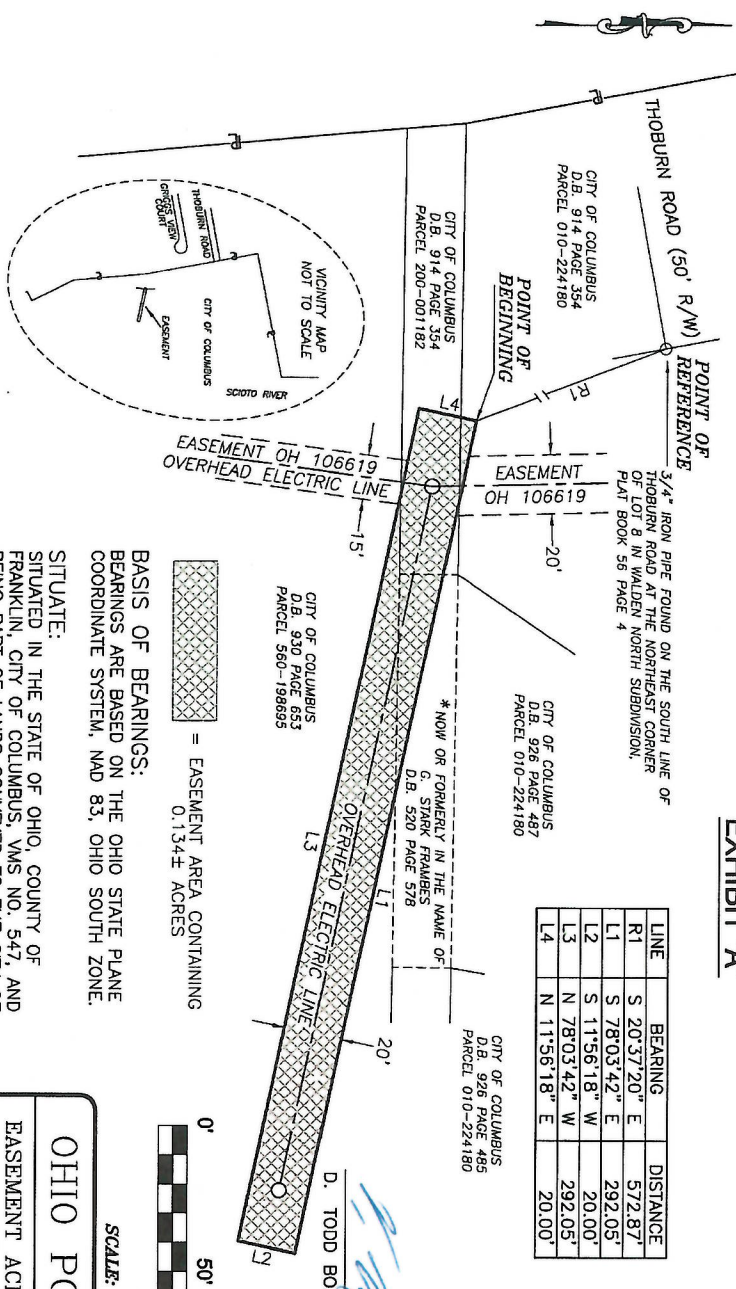 EXHIBIT A
THOBURN ROAD (50' R/W)
POINT OF
REFERENCE
3/4" IRON PIPE FOUND ON THE SOUTH LINE OF
THOBURN ROAD AT THE NORTHEAST CORNER
OF LOT 8 IN WALDEN NORTH SUBDIVISION,
PLAT BOOK 56 PAGE 4
LINE BEARING DISTANCE
R1 S 20°37'20" E 572.87'
L1 S 78°03'42" E 292.05'
L2 S 11°56'18" W 20.00'
L3 N 78°03'42" W 292.05'
L4 N 11°56'18" E 20.00'
CITY OF COLUMBUS
D.B. 914 PAGE 354
PARCEL 010-224180
R1
POINT OF
BEGINNING
CITY OF COLUMBUS
D.B. 914 PAGE 354
PARCEL 200-001182
L4
EASEMENT
OH 106619
20'
CITY OF COLUMBUS
D.B. 926 PAGE 487
PARCEL 010-224180
*NOW OR FORMERLY IN THE NAME OF
G. STARK FRAMBES
D.B. 520 PAGE 578
CITY OF COLUMBUS
D.B. 926 PAGE 485
PARCEL 010-224180
EASEMENT OH 106619
OVERHEAD ELECTRIC LINE
15'
CITY OF COLUMBUS
D.B. 930 PAGE 653
PARCEL 560-198695
L1
OVERHEAD ELECTRIC LINE
L3
20'
L2
VICINITY MAP
NOT TO SCALE
THOBURN ROAD
GRIGGS VIEW
COURT
CITY OF COLUMBUS
EASEMENT
SCIOTO RIVER
= EASEMENT AREA CONTAINING
0.134± ACRES
BASIS OF BEARINGS:
BEARINGS ARE BASED ON THE OHIO STATE PLANE
COORDINATE SYSTEM, NAD 83, OHIO SOUTH ZONE.
SITUATE:
SITUATED IN THE STATE OF OHIO, COUNTY OF
FRANKLIN, CITY OF COLUMBUS, VMS NO. 547, AND
D. TODD BO
0' 50'
SCALE:
OHIO PO
EASEMENT ACR